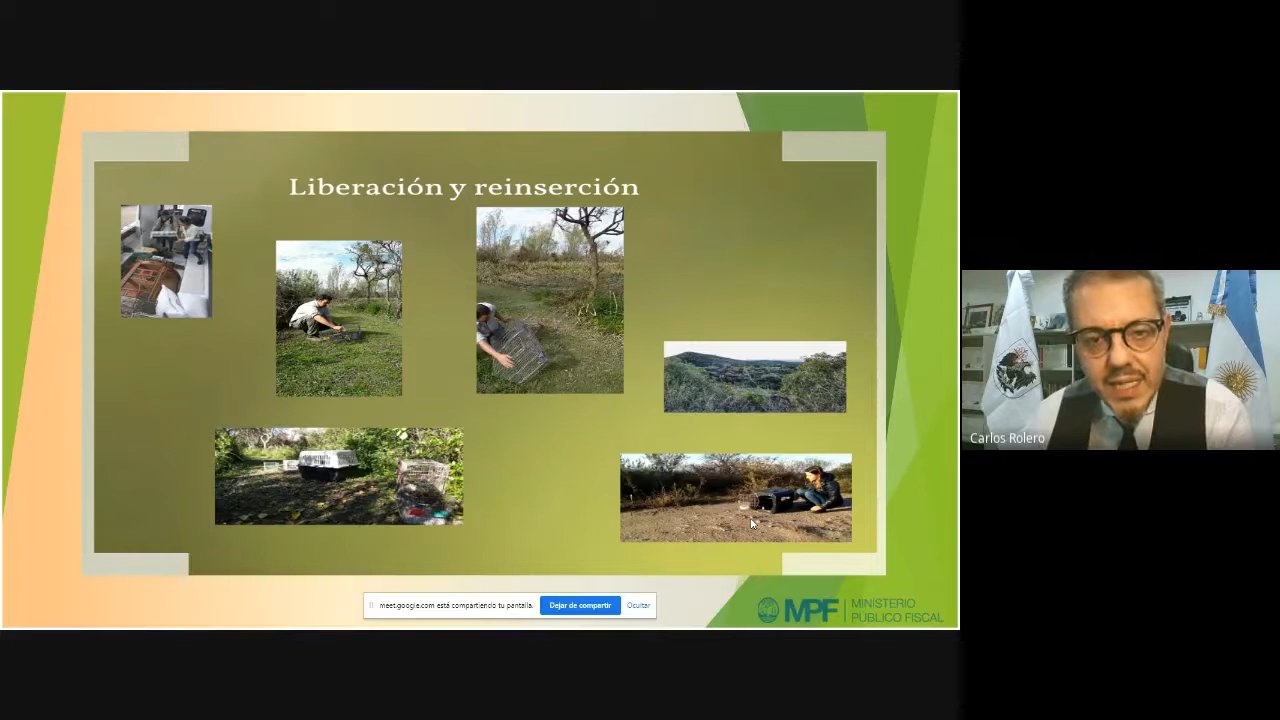 Liberación y reinserción
Carlos Rolero
meet.google.com está compartiendo tu pantalla.
Dejar de compartir
Ocultar
MPF
MINISTERIO
PÚBLICO FISCAL